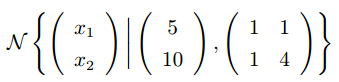 𝒩 { ( x₁ x₂ ) | ( 5 10 ) , ( 1 1 1 4 ) }